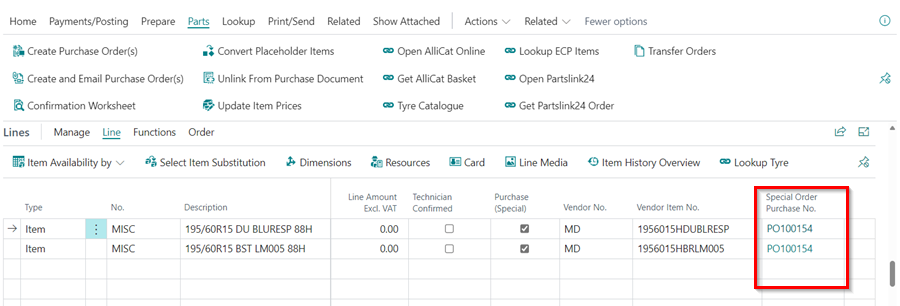 Home Payments/Posting Prepare Parts Lookup Print/Send Related Show Attached Actions Related Fewer options
Create Purchase Order(s) Convert Placeholder Items Open AlliCat Online Lookup ECP Items Transfer Orders
Create and Email Purchase Order(s) Unlink From Purchase Document Get AlliCat Basket Open Partslink24
Confirmation Worksheet Update Item Prices Tyre Catalogue Get Partslink24 Order
Lines Manage Line Functions Order
Item Availability by Select Item Substitution Dimensions Resources Card Line Media Item History Overview Lookup Tyre
Line Amount Technician Purchase Special Order
Type No. Description Excl. VAT Confirmed (Special) Vendor No. Vendor Item No. Purchase No.
Item MISC 195/60R15 DU BLURESP 88H 0.00 MD 1956015HDUBLRESP PO100154
Item MISC 195/60R15 BST LM005 88H 0.00 MD 1956015HBRLM005 PO100154